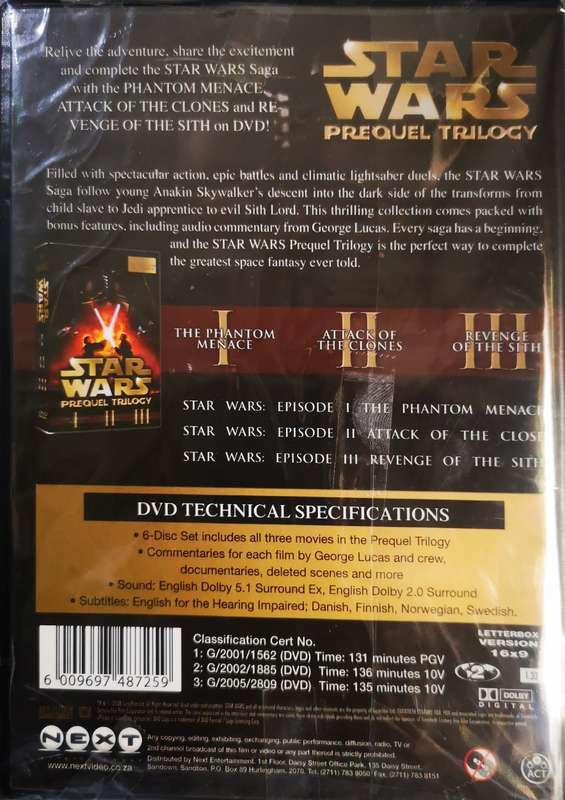 Relive the adventure, share the excitement
and complete the STAR WARS Saga
with the PHANTOM MENACE,
ATTACK OF THE CLONES and RE-
VENGE OF THE SITH on DVD!
STAR
WARS
PREQUEL TRILOGY
Filled with spectacular action, epic battles and climatic lightsaber duels, the STAR WARS
Saga follow young Anakin Skywalker's descent into the dark side of the transforms from
child slave to Jedi apprentice to evil Sith Lord. This thrilling collection comes packed with
bonus features, including audio commentary from George Lucas. Every saga has a beginning,
and the STAR WARS Prequel Trilogy is the perfect way to complete
the greatest space fantasy ever told.
STAR WARS
STAR
WARS
PREQUEL TRILOGY
I II III
I
THE PHANTOM
MENACE
II
ATTACK OF
THE CLONES
III
REVENGE
OF THE SITH
STAR WARS: EPISODE I THE PHANTOM MENACE
STAR WARS: EPISODE II ATTACK OF THE CLOSE
STAR WARS: EPISODE III REVENGE OF THE SITH
DVD TECHNICAL SPECIFICATIONS
• 6-Disc Set includes all three movies in the Prequel Trilogy
• Commentaries for each film by George Lucas and crew,
documentaries, deleted scenes and more
• Sound; English Dolby 5.1 Surround Ex, English Dolby 2.0 Surround
• Subtitles: English for the Hearing Impaired; Danish, Finnish, Norwegian, Swedish.
6 009697 487259
Classification Cert No.
1: G/2001/1562 (DVD) Time: 131 minutes PGV
2: G/2002/1885 (DVD) Time: 136 minutes 10V
3: G/2005/2809 (DVD) Time: 135 minutes 10V
LETTERBOX
VERSION
16x9
2
DOLBY
DIGITAL
NEXT
www.nextvideo.co.za
Any copying, editing, exhibiting, exchanging, public performance, diffusion, radio, TV or
2nd channel broadcast of this film or video or any part thereof is strictly prohibited.
Distributed by Next Entertainment. 1st Floor, Daisy Street Office Park, 135 Daisy Street
Sandown, Sandton, P.O. Box 89 Hurlingham, 2070. Tel. (2711) 783 8050 Fax (2711) 783 8151
ACT